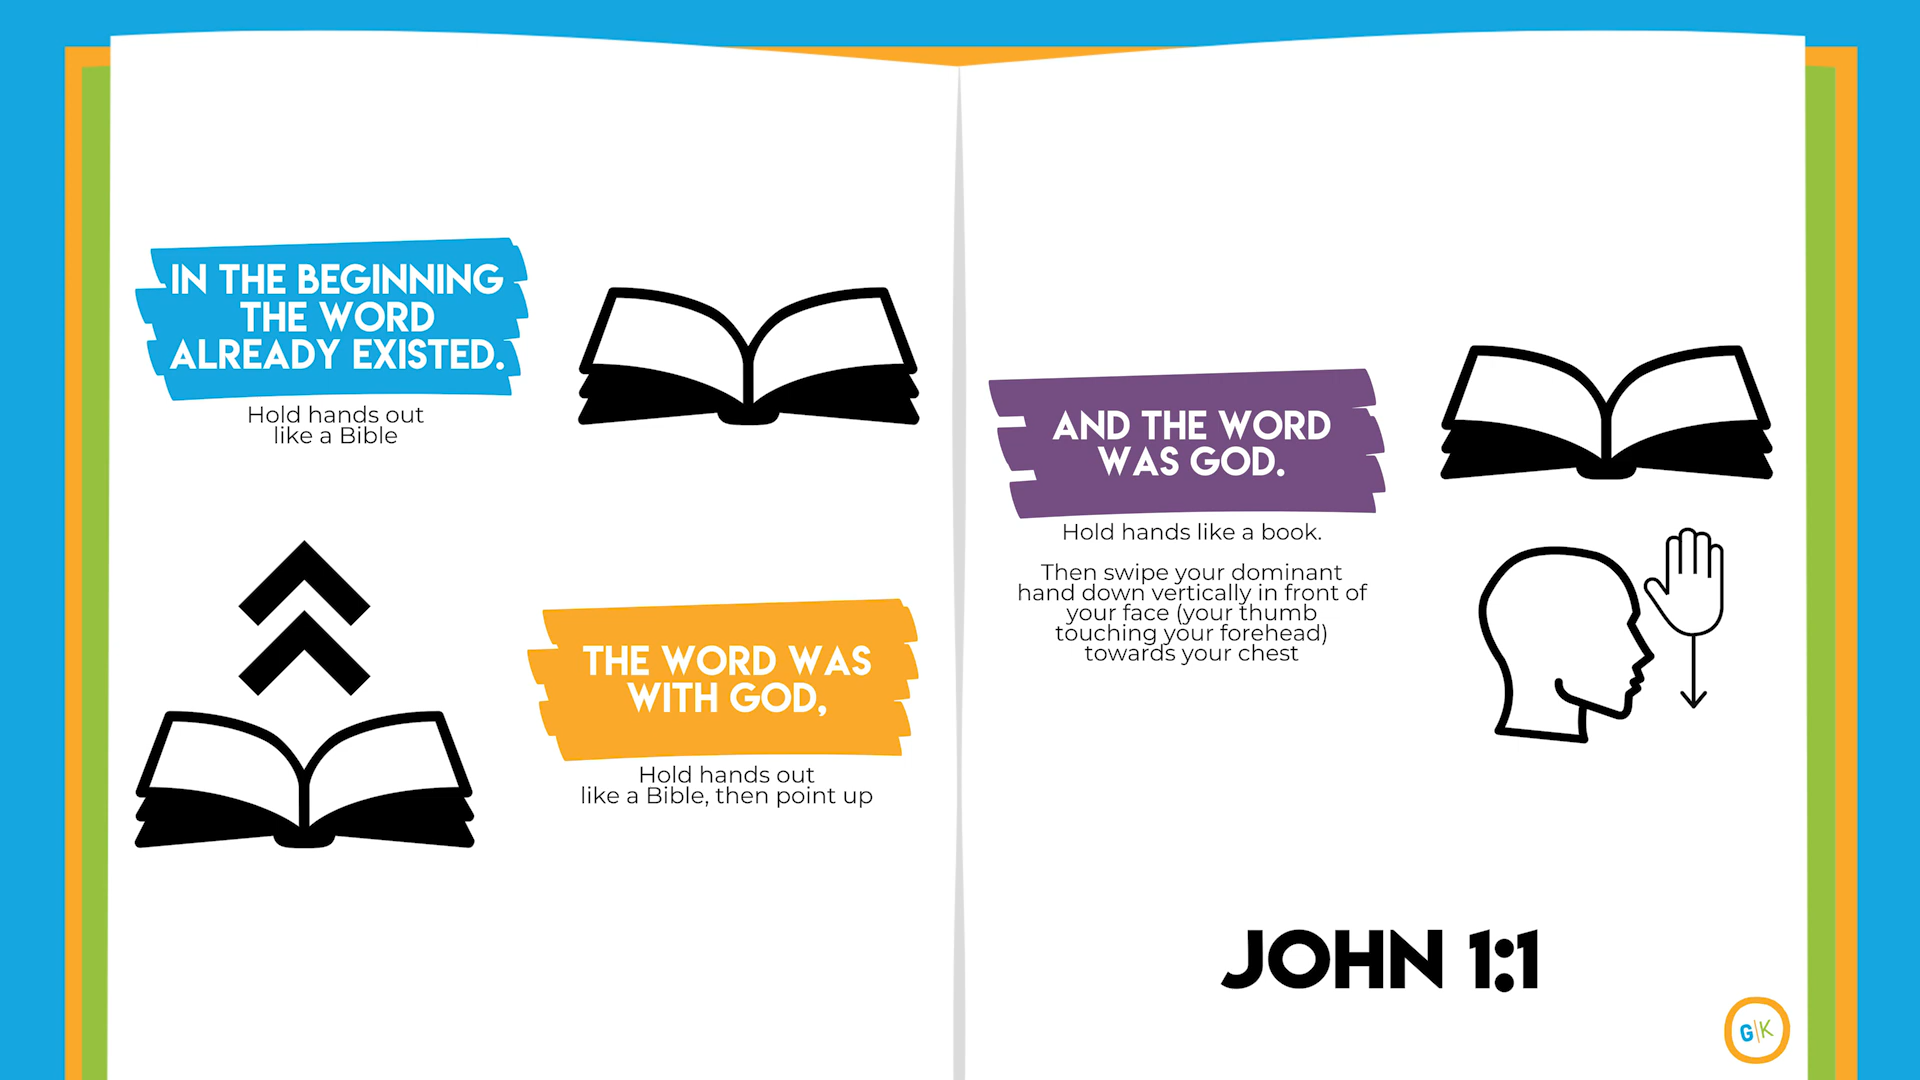 IN THE BEGINNING
THE WORD
ALREADY EXISTED.
Hold hands out
like a Bible
THE WORD WAS
WITH GOD,
Hold hands out
like a Bible, then point up
AND THE WORD
WAS GOD.
Hold hands like a book.
Then swipe your dominant
hand down vertically in front of
your face (your thumb
touching your forehead)
towards your chest
JOHN 1:1
G|K